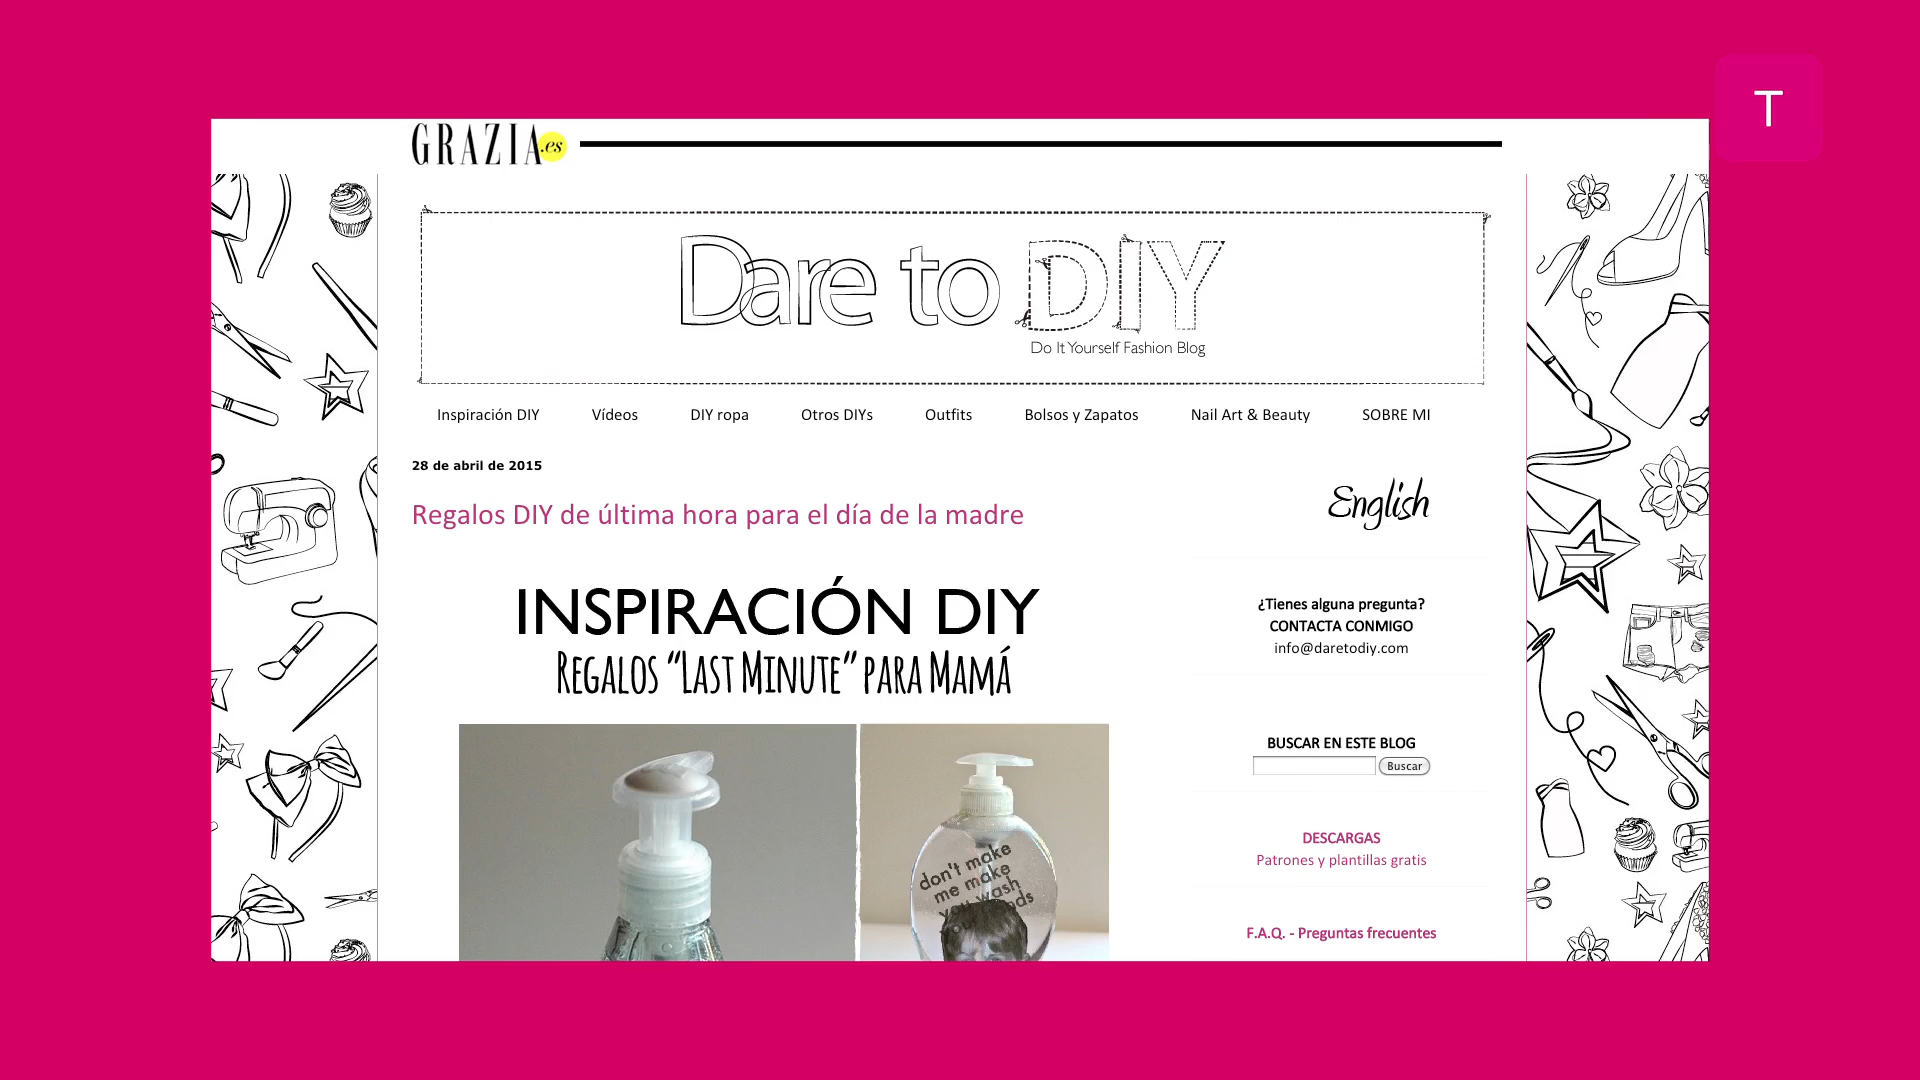 T
GRAZIA.es
Dare to DIY
Do It Yourself Fashion Blog
Inspiración DIY Vídeos DIY ropa Otros DIYs Outfits Bolsos y Zapatos Nail Art & Beauty SOBRE MI
28 de abril de 2015
Regalos DIY de última hora para el día de la madre
INSPIRACIÓN DIY
REGALOS “LAST MINUTE” PARA MAMÁ
don't make
me make
you wash
English
¿Tienes alguna pregunta?
CONTACTA CONMIGO
info@daretodiy.com
BUSCAR EN ESTE BLOG
Buscar
DESCARGAS
Patrones y plantillas gratis
F.A.Q. - Preguntas frecuentes